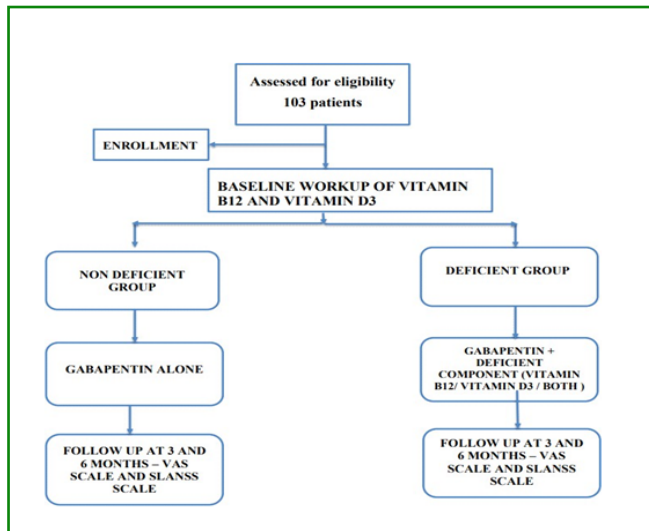 Assessed for eligibility
103 patients
ENROLLMENT
BASELINE WORKUP OF VITAMIN
B12 AND VITAMIN D3
NON DEFICIENT
GROUP
DEFICIENT GROUP
GABAPENTIN ALONE
GABAPENTIN +
DEFICIENT
COMPONENT (VITAMIN
B12/ VITAMIN D3 / BOTH )
FOLLOW UP AT 3 AND
6 MONTHS – VAS
SCALE AND SLANSS
SCALE
FOLLOW UP AT 3 AND
6 MONTHS – VAS
SCALE AND SLANSS
SCALE